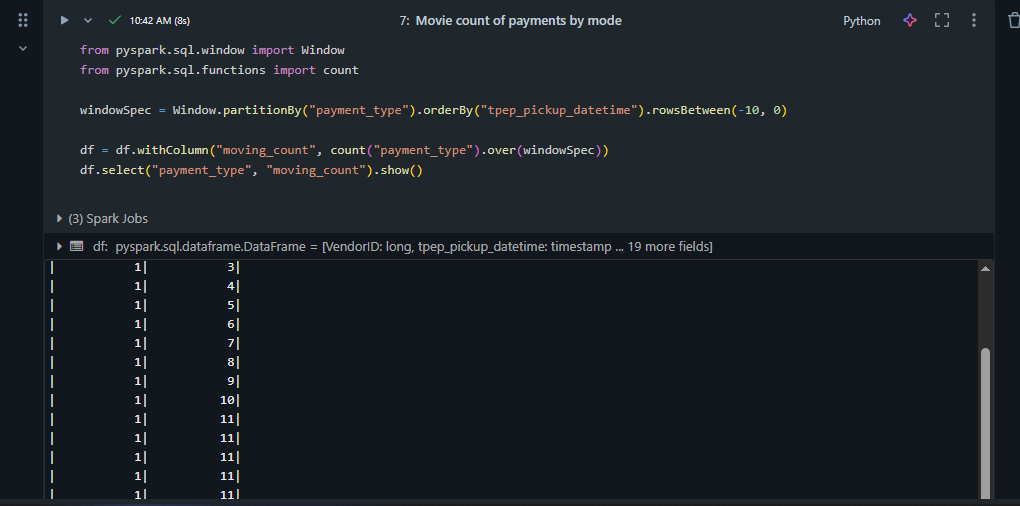 10:42 AM (8s)
7: Movie count of payments by mode
Python
from pyspark.sql.window import Window
from pyspark.sql.functions import count
windowSpec = Window.partitionBy("payment_type").orderBy("tpep_pickup_datetime").rowsBetween(-10, 0)
df = df.withColumn("moving_count", count("payment_type").over(windowSpec))
df.select("payment_type", "moving_count").show()
(3) Spark Jobs
df: pyspark.sql.dataframe.DataFrame = [VendorID: long, tpep_pickup_datetime: timestamp ... 19 more fields]
| 1| 3|
| 1| 4|
| 1| 5|
| 1| 6|
| 1| 7|
| 1| 8|
| 1| 9|
| 1| 10|
| 1| 11|
| 1| 11|
| 1| 11|
| 1| 11|
| 1| 11|